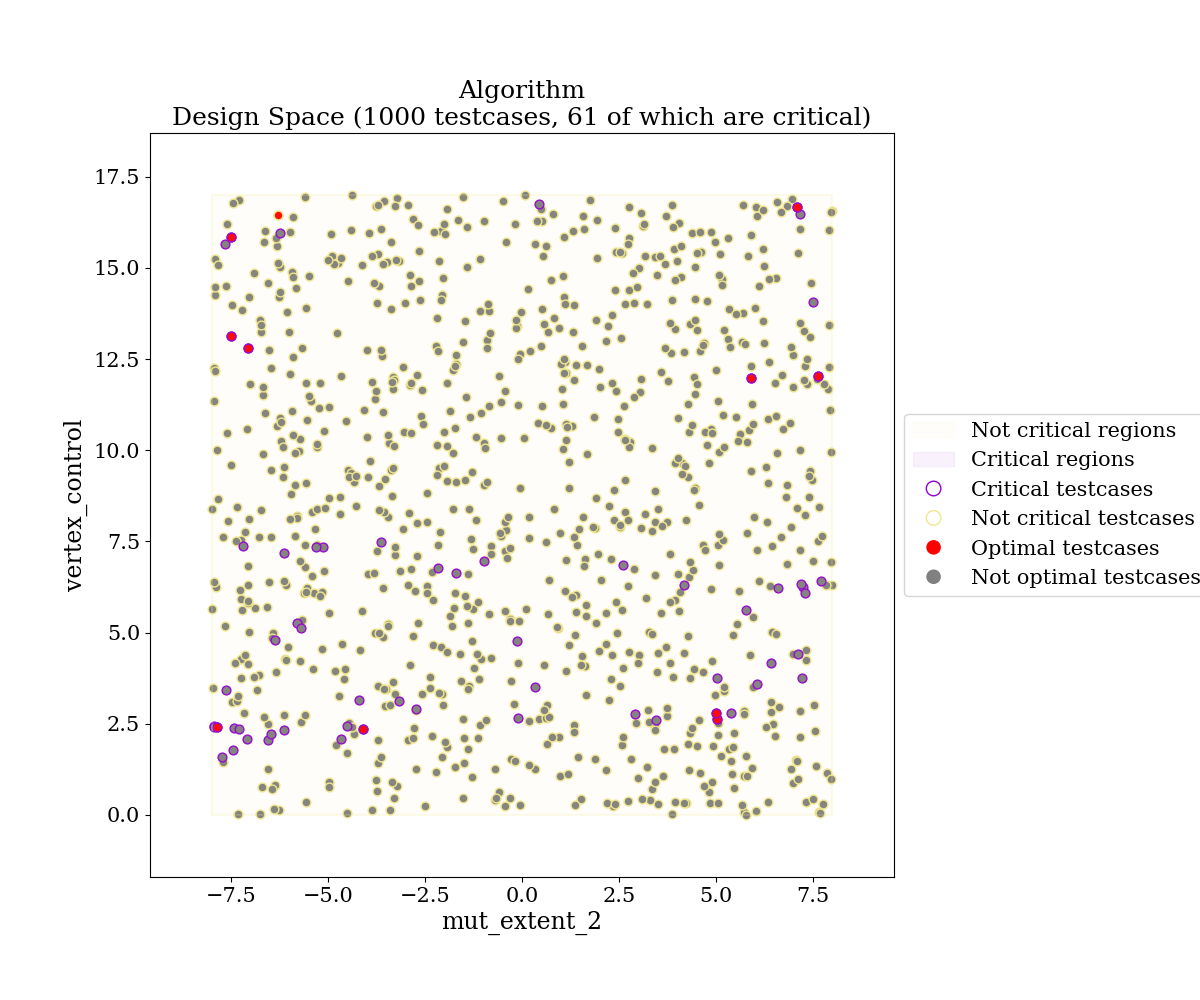 Algorithm
Design Space (1000 testcases, 61 of which are critical)
17.5
15.0
12.5
10.0
7.5
5.0
2.5
0.0
vertex_control
−7.5
−5.0
−2.5
0.0
2.5
5.0
7.5
mut_extent_2
Not critical regions
Critical regions
Critical testcases
Not critical testcases
Optimal testcases
Not optimal testcases